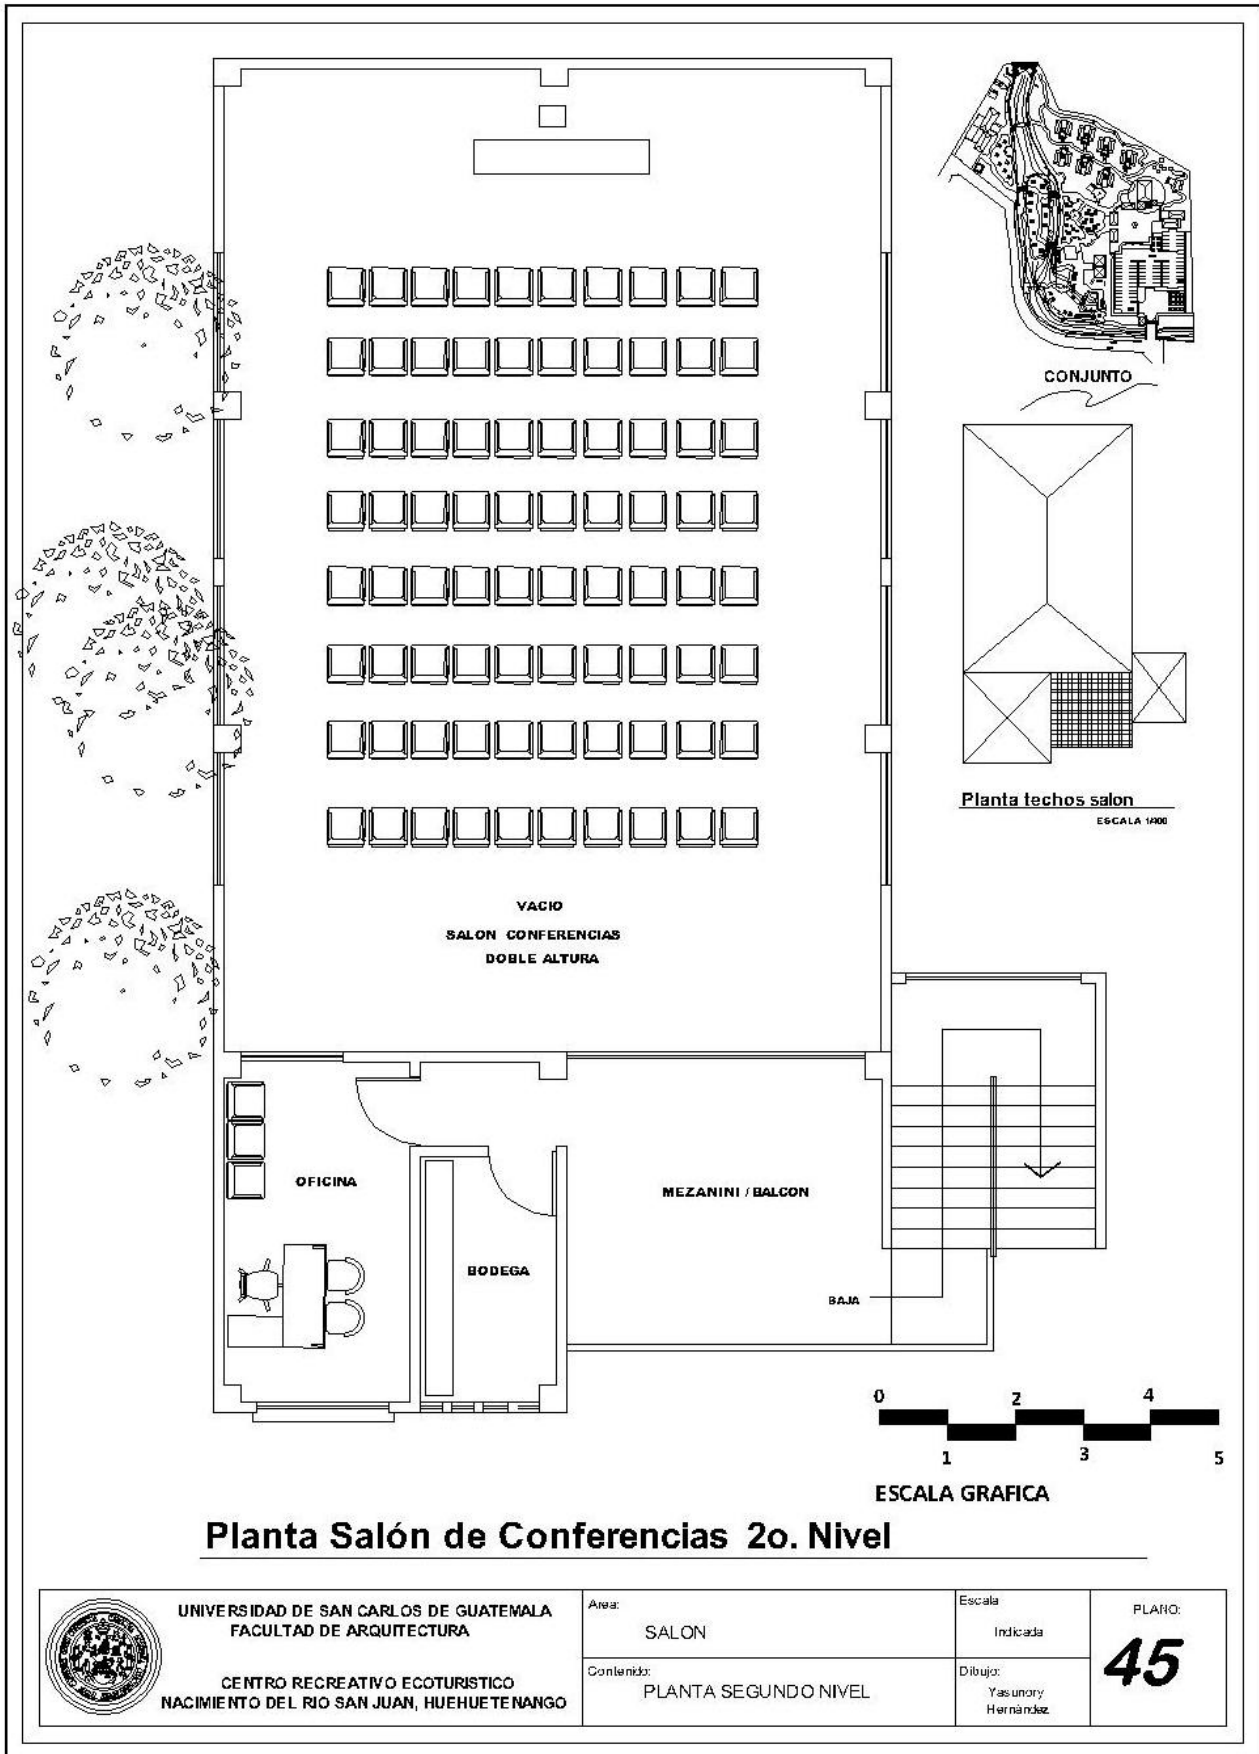 CONJUNTO
Planta techos salon
ESCALA 1/400
VACIO
SALON CONFERENCIAS
DOBLE ALTURA
OFICINA
MEZANINI / BALCON
BODEGA
BAJA
0 2 4
1 3 5
ESCALA GRAFICA
Planta Salón de Conferencias 2o. Nivel
UNIVERSIDAD DE SAN CARLOS DE GUATEMALA
FACULTAD DE ARQUITECTURA
CENTRO RECREATIVO ECOTURISTICO
NACIMIENTO DEL RIO SAN JUAN, HUEHUETENANGO
Area:
SALON
Contenido:
PLANTA SEGUNDO NIVEL
Escala
Indicada
Dibujo:
Yasunory
Hernández
PLANO:
45